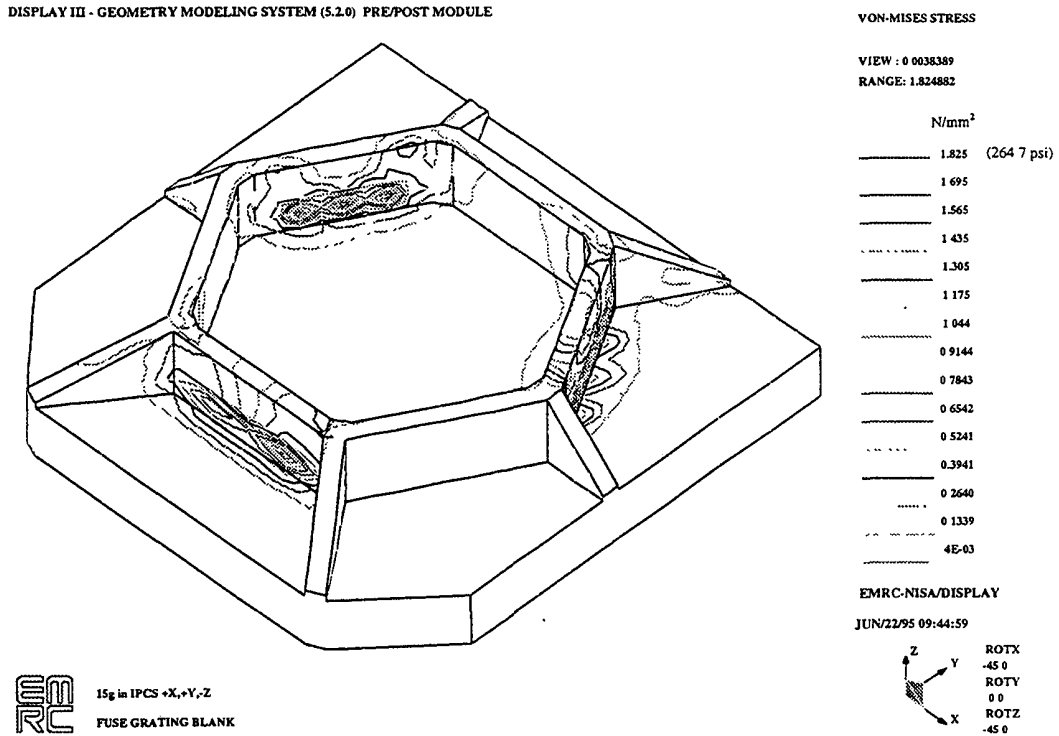 DISPLAY III - GEOMETRY MODELING SYSTEM (5.2.0) PRE/POST MODULE
VON-MISES STRESS
VIEW : 0 0038389
RANGE: 1.824882
N/mm²
1.825 (264 7 psi)
1 695
1.565
1 435
1.305
1 175
1 044
0 9144
0 7843
0 6542
0 5241
0.3941
0 2640
0 1339
4E-03
EMRC-NISA/DISPLAY
JUN/22/95 09:44:59
Z
Y
X
ROTX
-45 0
ROTY
0 0
ROTZ
-45 0
EMRC
15g in IPCS +X,+Y,-Z
FUSE GRATING BLANK